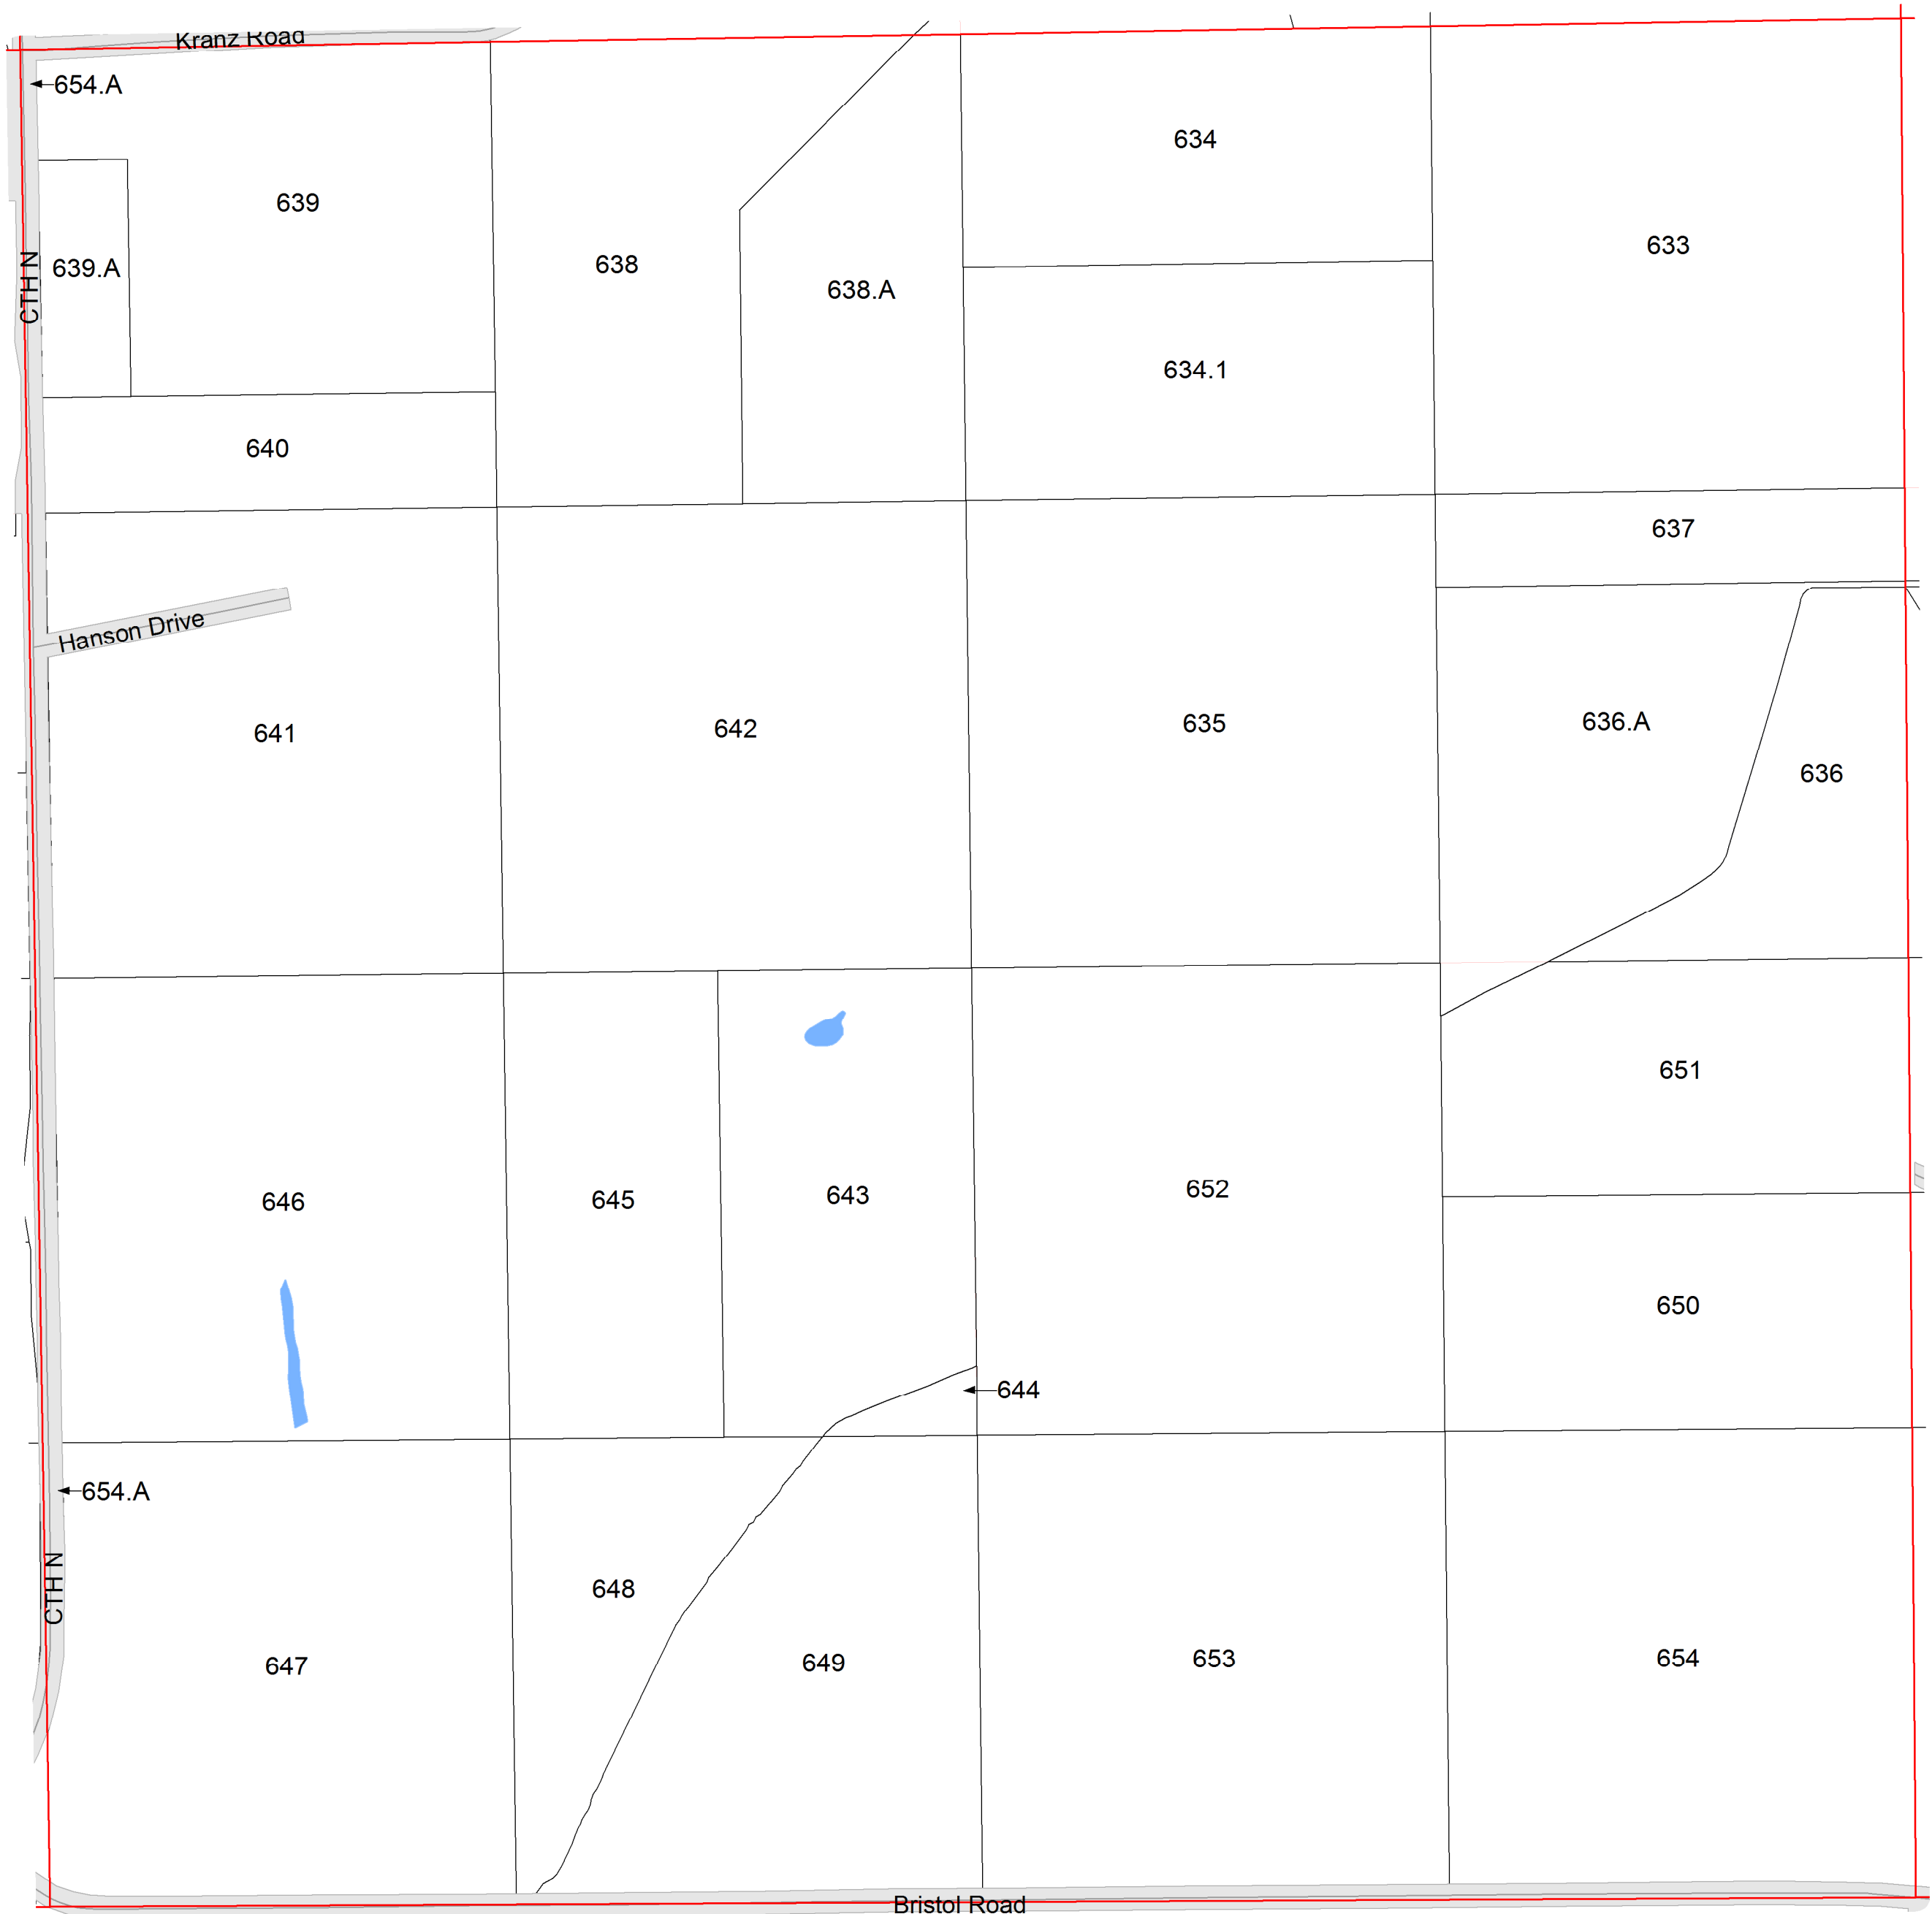 Kranz Road
654.A
634
639
633
638
639.A
CTH N
638.A
634.1
640
637
Hanson Drive
641
642
635
636.A
636
651
646
645
643
652
650
644
654.A
CTH N
648
647
649
653
654
Bristol Road